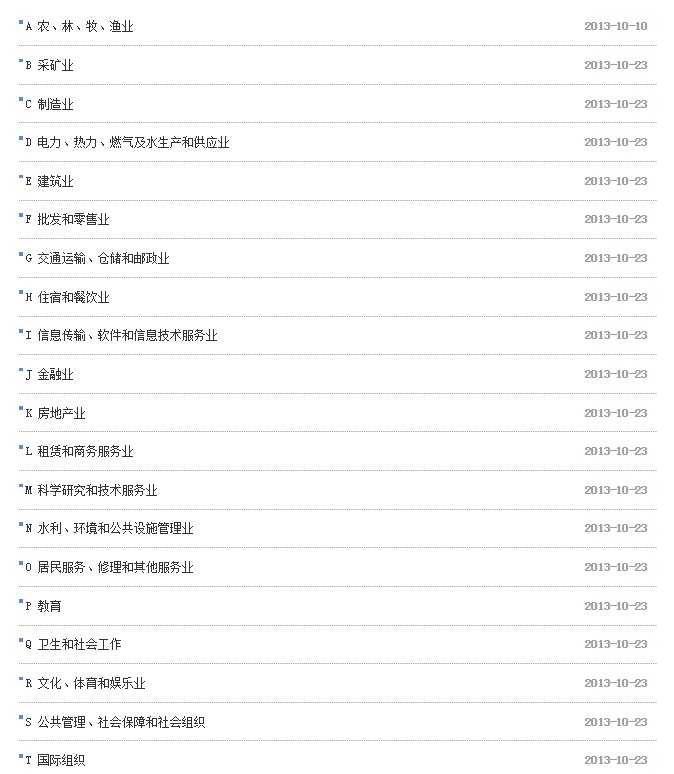 A 农、林、牧、渔业 2013-10-10
B 采矿业 2013-10-23
C 制造业 2013-10-23
D 电力、热力、燃气及水生产和供应业 2013-10-23
E 建筑业 2013-10-23
F 批发和零售业 2013-10-23
G 交通运输、仓储和邮政业 2013-10-23
H 住宿和餐饮业 2013-10-23
I 信息传输、软件和信息技术服务业 2013-10-23
J 金融业 2013-10-23
K 房地产业 2013-10-23
L 租赁和商务服务业 2013-10-23
M 科学研究和技术服务业 2013-10-23
N 水利、环境和公共设施管理业 2013-10-23
O 居民服务、修理和其他服务业 2013-10-23
P 教育 2013-10-23
Q 卫生和社会工作 2013-10-23
R 文化、体育和娱乐业 2013-10-23
S 公共管理、社会保障和社会组织 2013-10-23
T 国际组织 2013-10-23